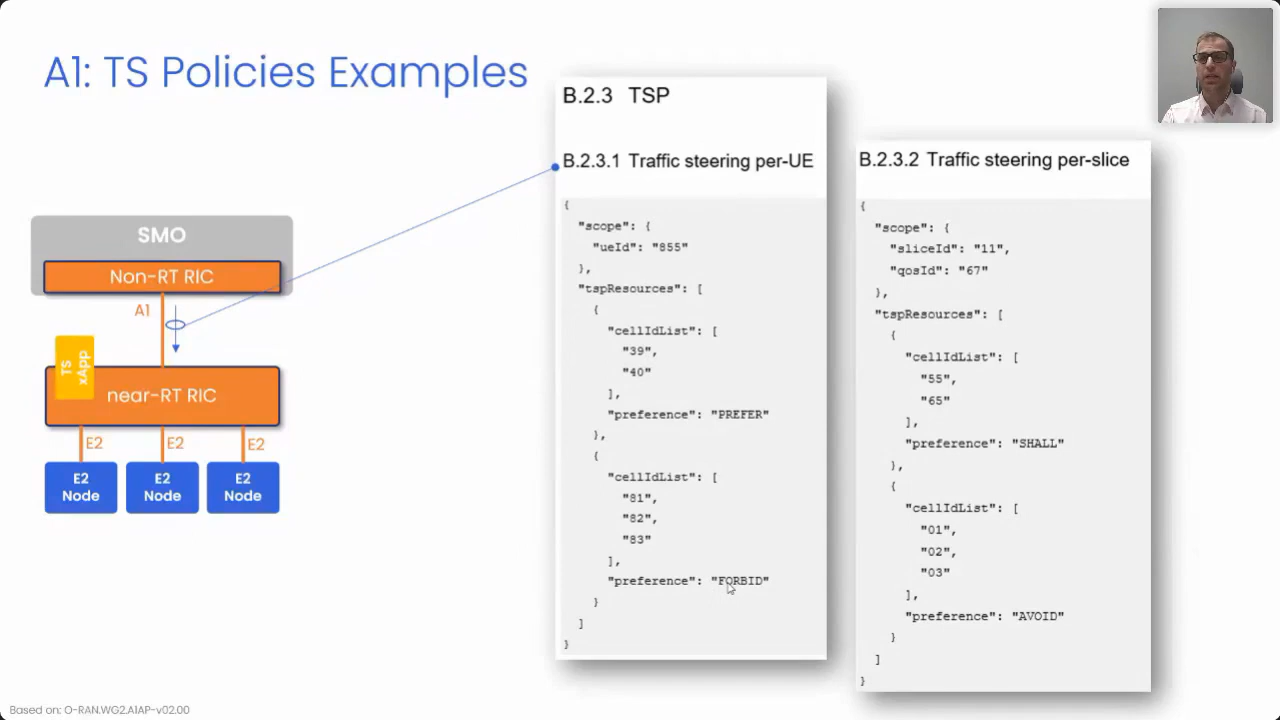 A1: TS Policies Examples
SMO
Non-RT RIC
A1
TS
xApp
near-RT RIC
E2
E2
E2
E2
Node
E2
Node
E2
Node
B.2.3 TSP
B.2.3.1 Traffic steering per-UE
{
"scope": {
"ueId": "855"
},
"tspResources": [
{
"cellIdList": [
"39",
"40"
],
"preference": "PREFER"
},
{
"cellIdList": [
"81",
"82",
"83"
],
"preference": "FORBID"
}
]
}
B.2.3.2 Traffic steering per-slice
{
"scope": {
"sliceId": "11",
"qosId": "67"
},
"tspResources": [
{
"cellIdList": [
"55",
"65"
],
"preference": "SHALL"
},
{
"cellIdList": [
"01",
"02",
"03"
],
"preference": "AVOID"
}
]
}
Based on: O-RAN.WG2.A1AP-v02.00